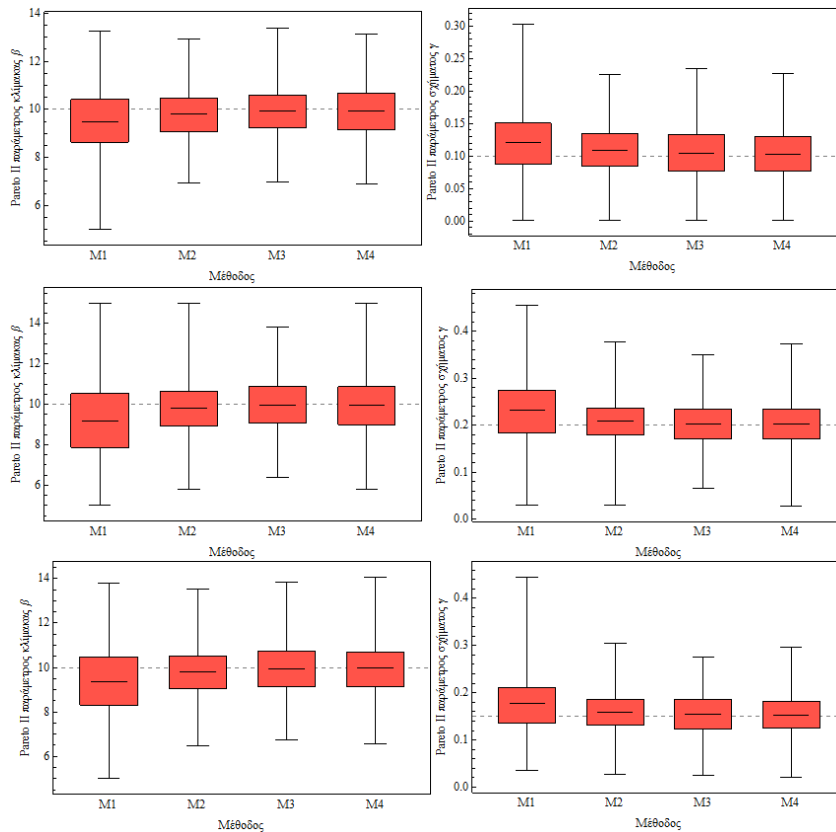 Pareto II παράμετρος κλίμακας β
14
12
10
8
6
M1 M2 M3 M4
Μέθοδος
Pareto II παράμετρος σχήματος γ
0.30
0.25
0.20
0.15
0.10
0.05
0.00
M1 M2 M3 M4
Μέθοδος
Pareto II παράμετρος κλίμακας β
14
12
10
8
6
M1 M2 M3 M4
Μέθοδος
Pareto II παράμετρος σχήματος γ
0.4
0.3
0.2
0.1
0.0
M1 M2 M3 M4
Μέθοδος
Pareto II παράμετρος κλίμακας β
14
12
10
8
6
M1 M2 M3 M4
Μέθοδος
Pareto II παράμετρος σχήματος γ
0.4
0.3
0.2
0.1
0.0
M1 M2 M3 M4
Μέθοδος